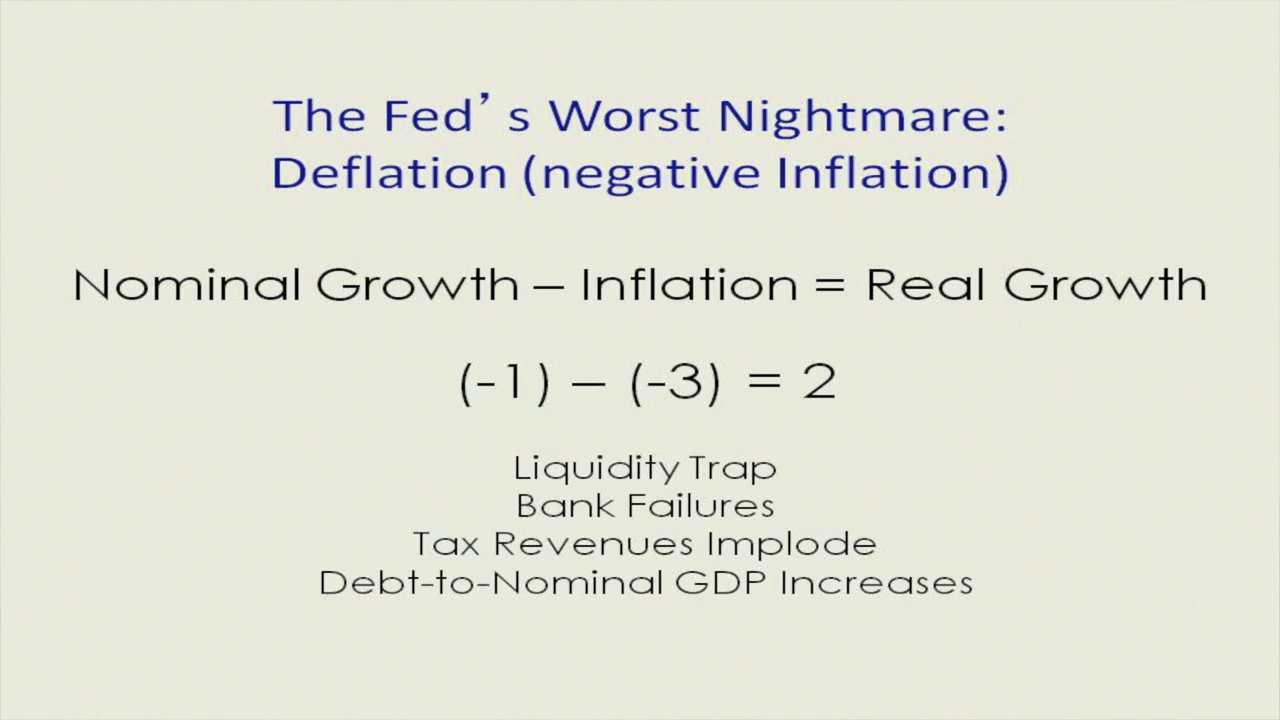 The Fed’s Worst Nightmare:
Deflation (negative Inflation)
Nominal Growth – Inflation = Real Growth
(-1) – (-3) = 2
Liquidity Trap
Bank Failures
Tax Revenues Implode
Debt-to-Nominal GDP Increases